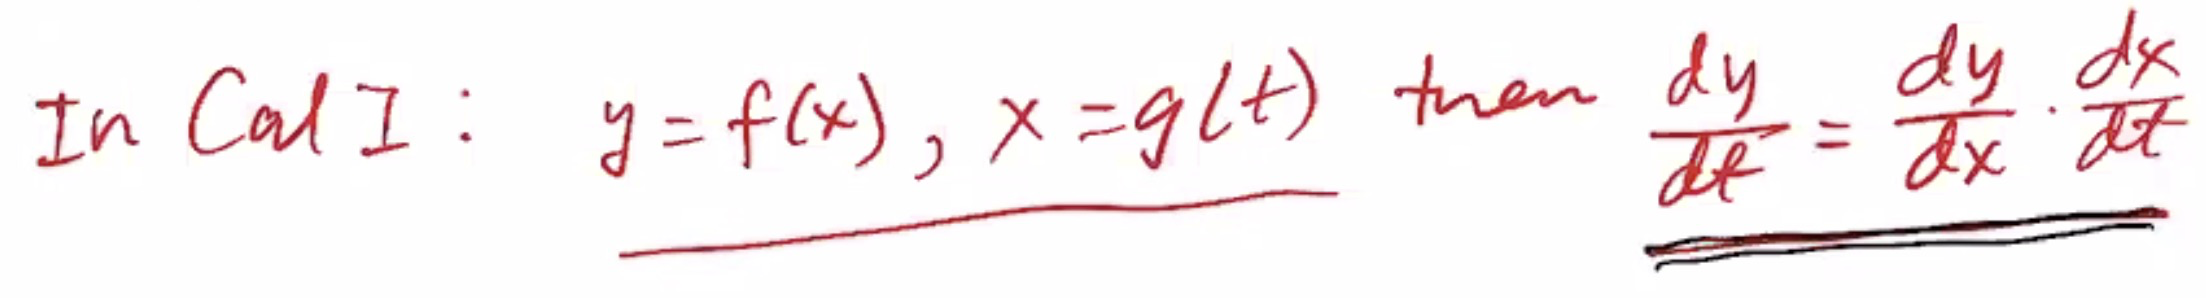 In Cal I : y = f(x), x = g(t) then dy/dt = dy/dx · dx/dt